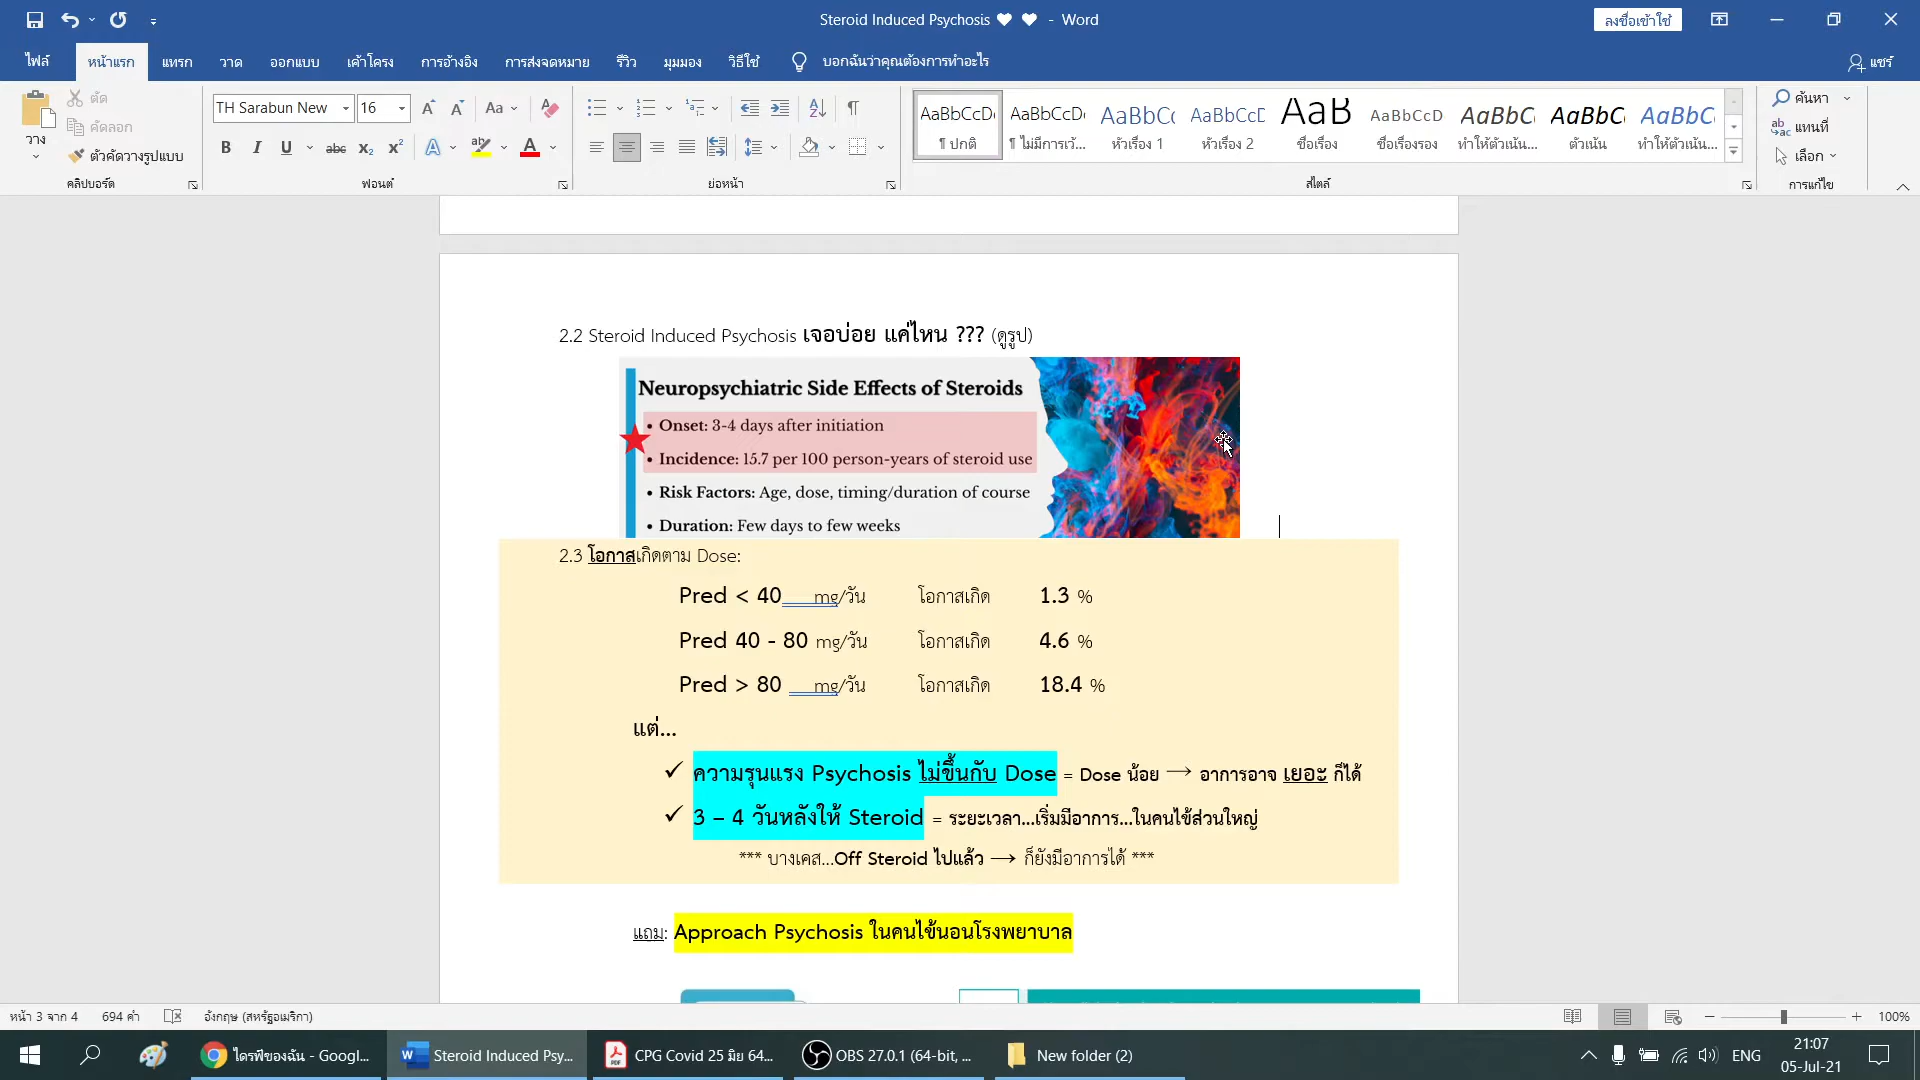 Steroid Induced Psychosis ♥ ♥ - Word
ลงชื่อเข้าใช้
ไฟล์ หน้าแรก แทรก วาด ออกแบบ เค้าโครง การอ้างอิง การส่งจดหมาย รีวิว มุมมอง วิธีใช้ บอกฉันว่าคุณต้องการทำอะไร แชร์
วาง
ตัด
คัดลอก
ตัวคัดวางรูปแบบ
คลิปบอร์ด
TH Sarabun New 16
ฟอนต์
ย่อหน้า
AaBbCcD AaBbCcDc AaBbCc AaBbCcD AaB AaBbCcD AaBbCc AaBbCc AaBbCc
¶ ปกติ ¶ ไม่มีการเว้... หัวเรื่อง 1 หัวเรื่อง 2 ชื่อเรื่อง ชื่อเรื่องรอง ทำให้ตัวเน้น... ตัวเน้น ทำให้ตัวเน้น...
สไตล์
ค้นหา
แทนที่
เลือก
การแก้ไข
2.2 Steroid Induced Psychosis เจอบ่อย แค่ไหน ??? (ดูรูป)
Neuropsychiatric Side Effects of Steroids
• Onset: 3-4 days after initiation
• Incidence: 15.7 per 100 person-years of steroid use
• Risk Factors: Age, dose, timing/duration of course
• Duration: Few days to few weeks
2.3 โอกาสเกิดตาม Dose:
Pred < 40 mg/วัน โอกาสเกิด 1.3 %
Pred 40 - 80 mg/วัน โอกาสเกิด 4.6 %
Pred > 80 mg/วัน โอกาสเกิด 18.4 %
แต่...
✓ ความรุนแรง Psychosis ไม่ขึ้นกับ Dose = Dose น้อย → อาการอาจ เยอะ ก็ได้
✓ 3 – 4 วันหลังให้ Steroid = ระยะเวลา...เริ่มมีอาการ...ในคนไข้ส่วนใหญ่
*** บางเคส...Off Steroid ไปแล้ว → ก็ยังมีอาการได้ ***
แถม: Approach Psychosis ในคนไข้นอนโรงพยาบาล
หน้า 3 จาก 4 694 คำ อังกฤษ (สหรัฐอเมริกา) 100%
ไดรฟ์ของฉัน - Googl... Steroid Induced Psy... CPG Covid 25 มิย 64... OBS 27.0.1 (64-bit, ... New folder (2) ENG 21:07
05-Jul-21